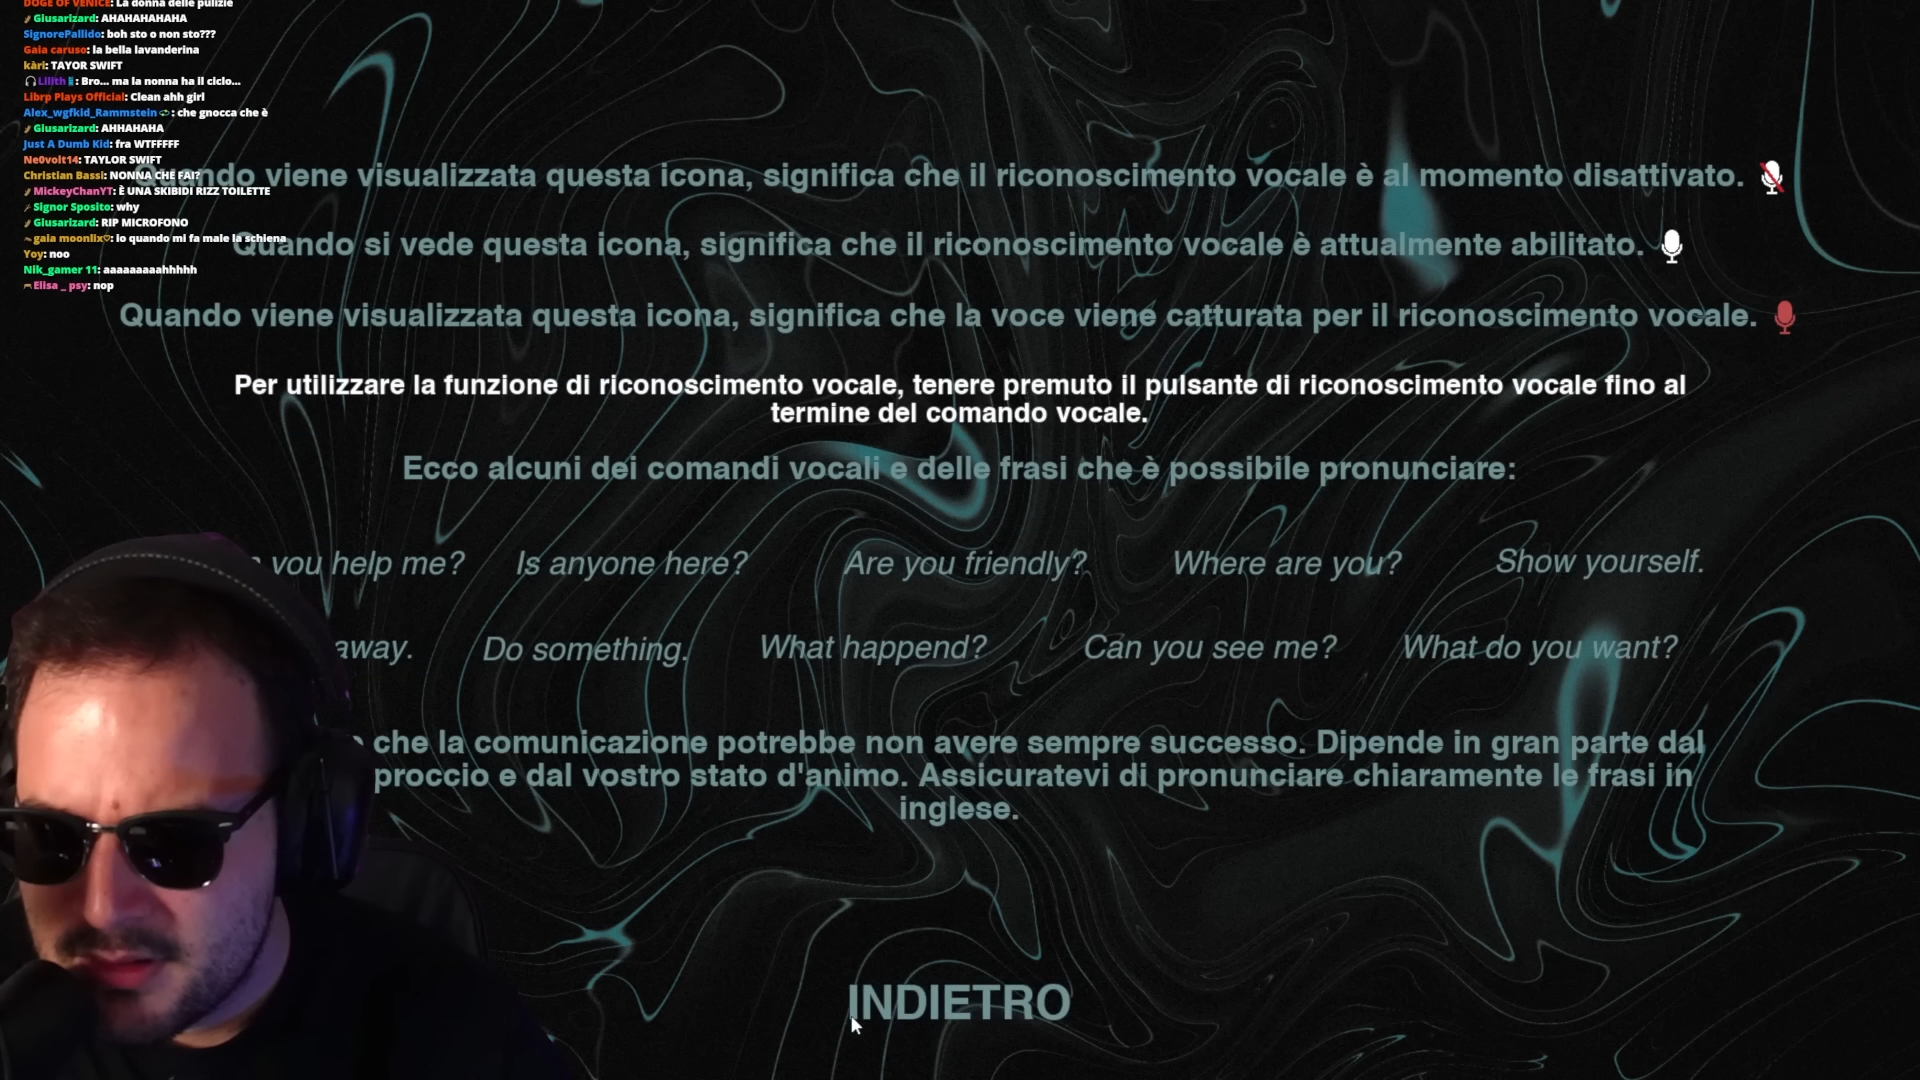 DOGE OF VENICE: La donna delle pulizie
Giusarizard: AHAHAHAHAHA
SignorePallido: boh sto o non sto???
Gaia caruso: la bella lavanderina
kàrl: TAYOR SWIFT
Lilith: Bro... ma la nonna ha il ciclo...
Librp Plays Official: Clean ahh girl
Alex_wgfkid_Rammstein: che gnocca che è
Giusarizard: AHHAHAHA
Just A Dumb Kid: fra WTFFFFF
Ne0volt14: TAYLOR SWIFT
Christian Bassi: NONNA CHE FAI?
MickeyChanYT: È UNA SKIBIDI RIZZ TOILETTE
Signor Sposito: why
Giusarizard: RIP MICROFONO
gaia moonlix♡: io quando mi fa male la schiena
Yoy: noo
Nik_gamer 11: aaaaaaaaahhhhh
Elisa _ psy: nop
Quando viene visualizzata questa icona, significa che il riconoscimento vocale è al momento disattivato.
Quando si vede questa icona, significa che il riconoscimento vocale è attualmente abilitato.
Quando viene visualizzata questa icona, significa che la voce viene catturata per il riconoscimento vocale.
Per utilizzare la funzione di riconoscimento vocale, tenere premuto il pulsante di riconoscimento vocale fino al
termine del comando vocale.
Ecco alcuni dei comandi vocali e delle frasi che è possibile pronunciare:
you help me? Is anyone here? Are you friendly? Where are you? Show yourself.
away. Do something. What happend? Can you see me? What do you want?
che la comunicazione potrebbe non avere sempre successo. Dipende in gran parte dal
proccio e dal vostro stato d'animo. Assicuratevi di pronunciare chiaramente le frasi in
inglese.
INDIETRO